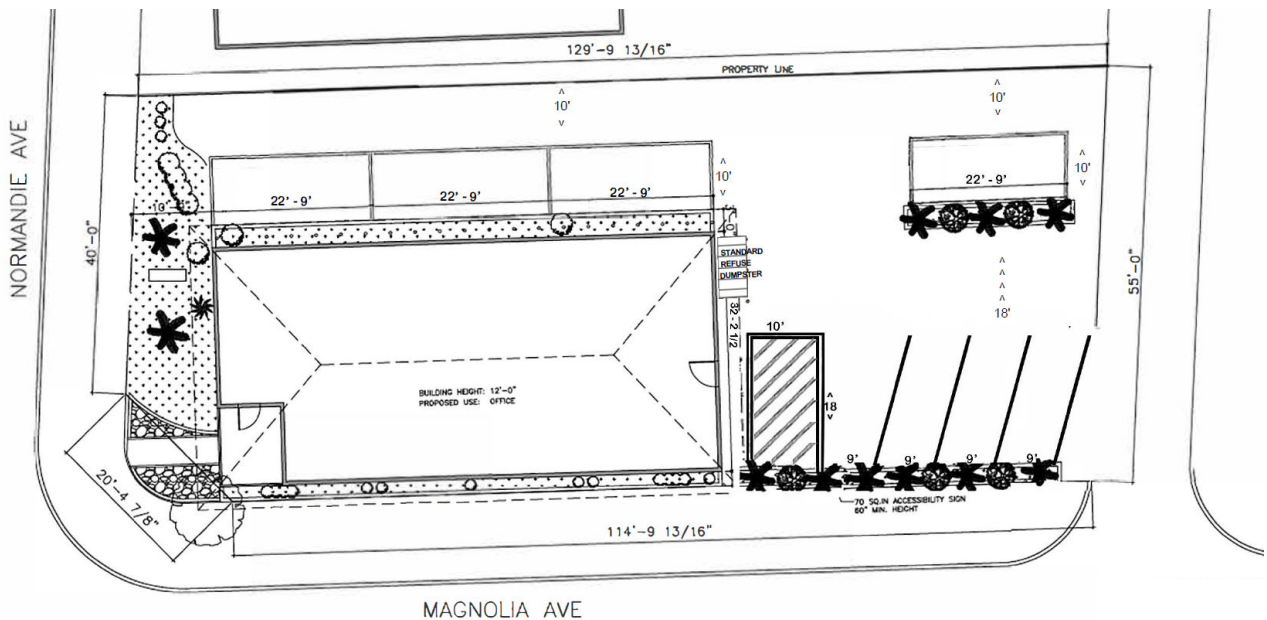 129'-9 13/16"
PROPERTY LINE
^
10'
v
^
10'
v
NORMANDIE AVE
40'-0"
^
10'
v
^
10'
v
22' - 9'
22' - 9'
22' - 9'
22' - 9'
10'
STANDARD
REFUSE
DUMPSTER
55'-0"
^
^
^
^
18'
32 - 2 1/2
10'
^
18
v
BUILDING HEIGHT: 12'-0"
PROPOSED USE: OFFICE
9'
9'
9'
9'
20'-4 7/8"
70 SQ.IN ACCESSIBILITY SIGN
60" MIN. HEIGHT
114'-9 13/16"
MAGNOLIA AVE